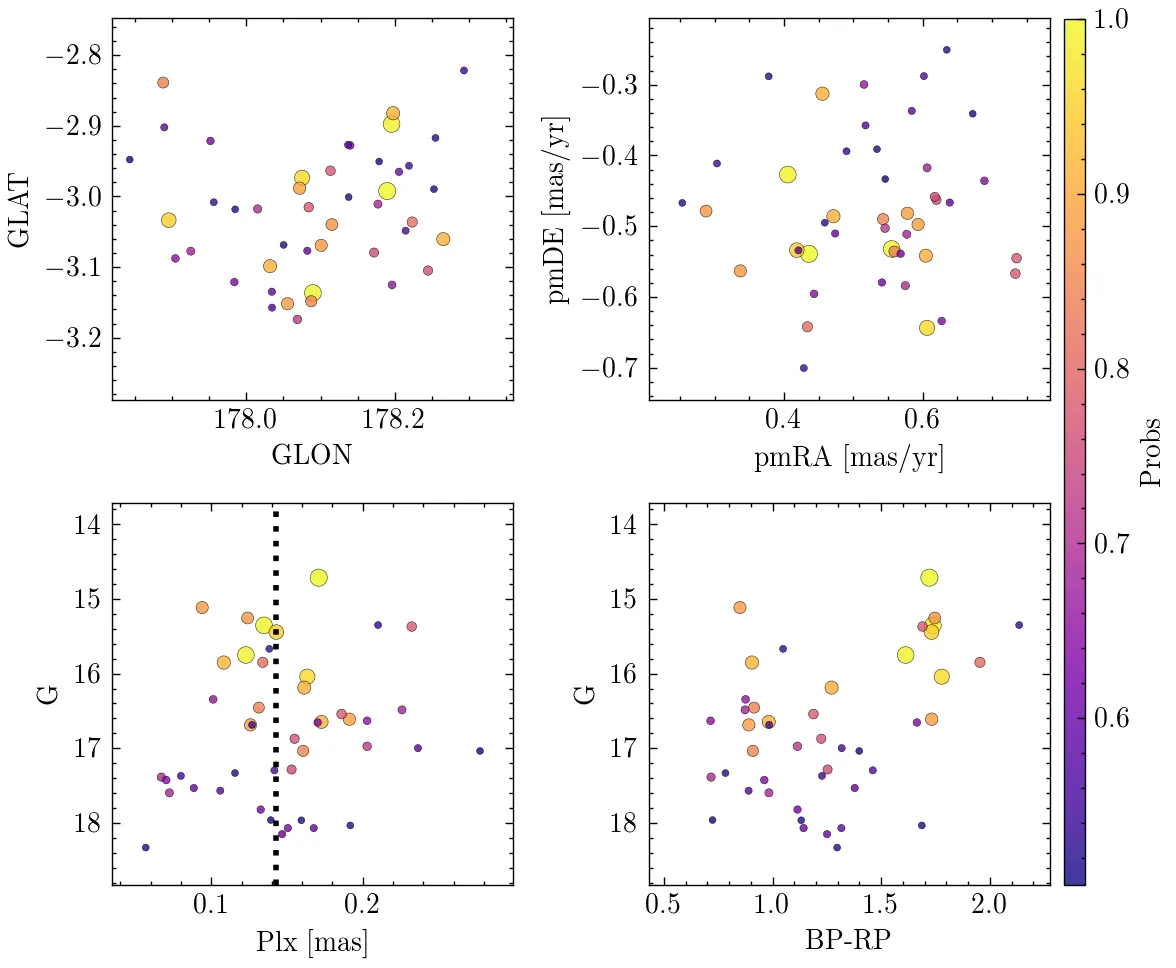 −2.8
−2.9
−3.0
−3.1
−3.2
GLAT
178.0 178.2
GLON
−0.3
−0.4
−0.5
−0.6
−0.7
pmDE [mas/yr]
0.4 0.6
pmRA [mas/yr]
14
15
16
17
18
G
0.1 0.2
Plx [mas]
14
15
16
17
18
G
0.5 1.0 1.5 2.0
BP-RP
1.0
0.9
0.8
0.7
0.6
Probs